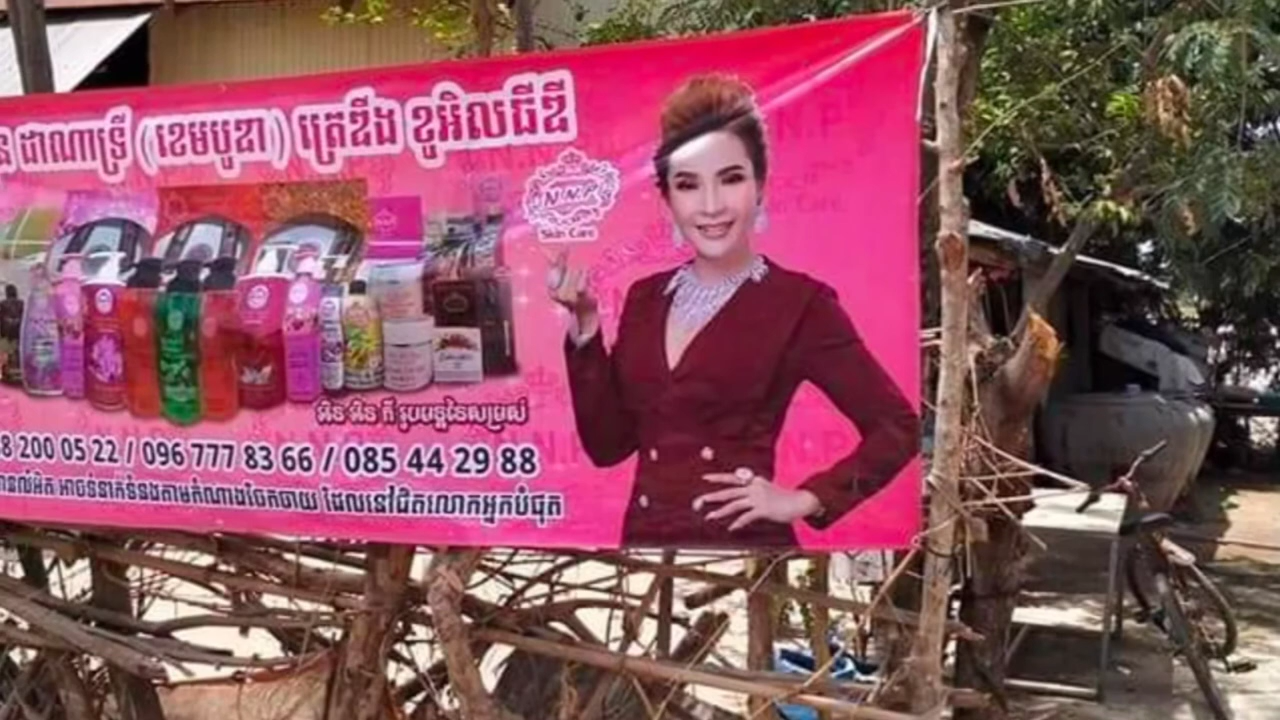 ដាណាទ្រី (ខេមបូឌា) ត្រេឌីង ខូអិលធីឌី
N.N.P
Skin Care
អិន អិន ភី រូបមន្តនៃសម្រស់
8 200 05 22 / 096 777 83 66 / 085 44 29 88
អាចទំនាក់ទំនងតាមតំណាងចែកចាយ ដែលនៅជិតលោកអ្នកបំផុត